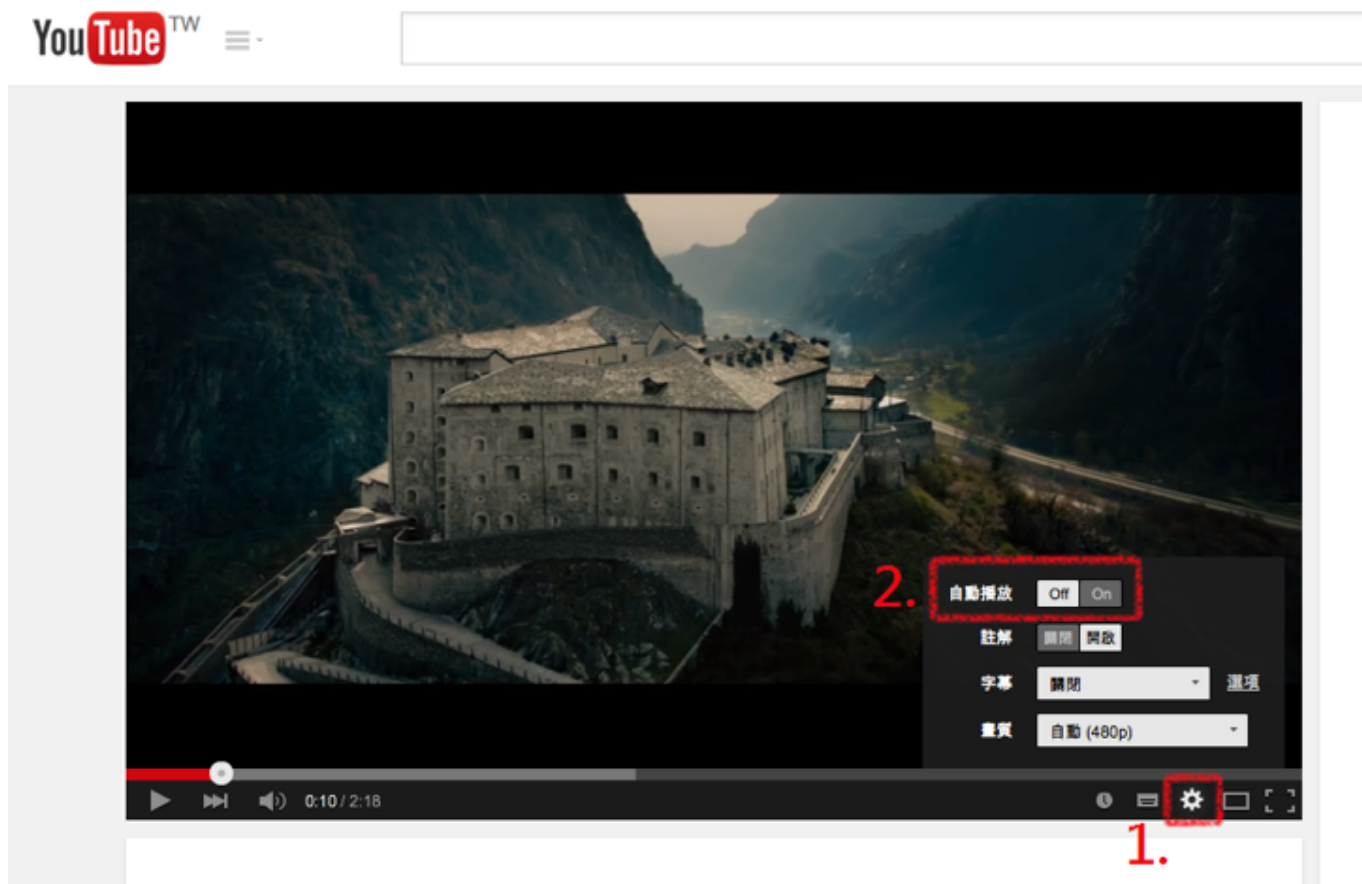 YouTube TW
2. 自動播放 Off On
註解 關閉 開啟
字幕 關閉 選項
畫質 自動 (480p)
0:10 / 2:18
1.